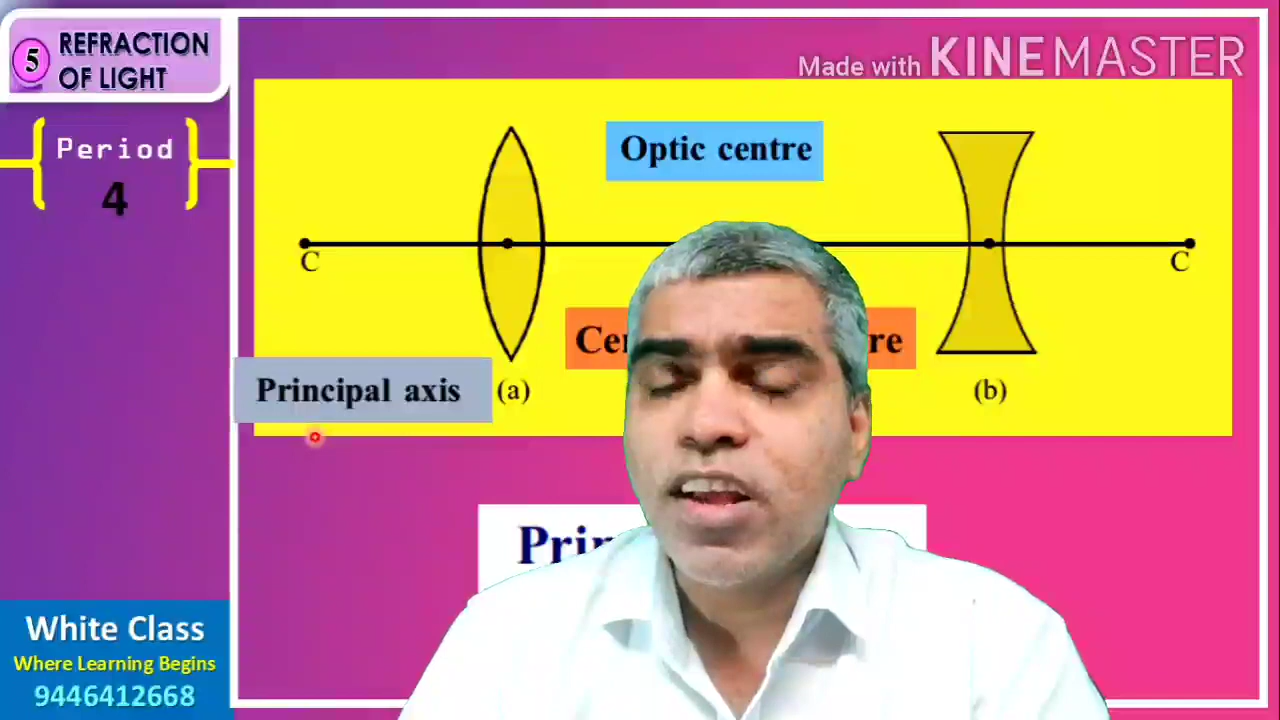 5
REFRACTION
OF LIGHT
Made with KINEMASTER
Period
4
Optic centre
C
C
Principal axis
(a)
(b)
White Class
Where Learning Begins
9446412668